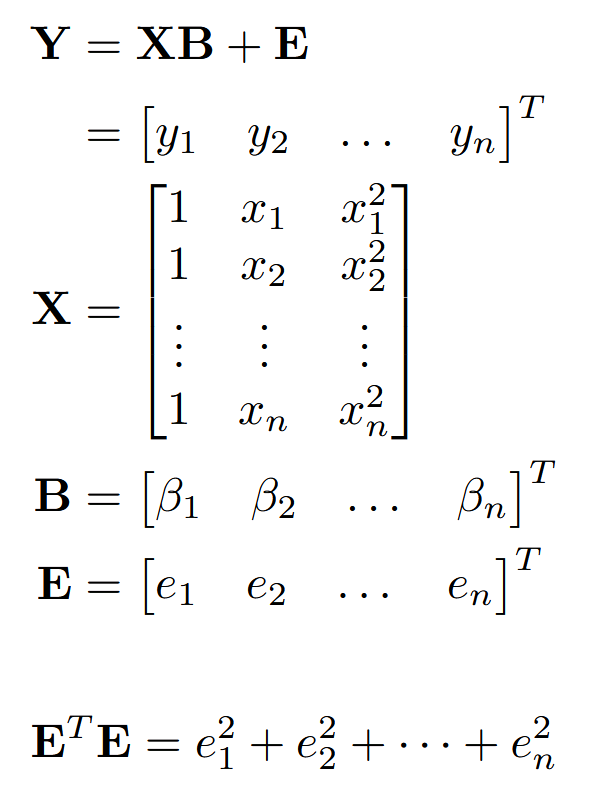 Y = XB + E
= [y₁ y₂ … yₙ]ᵀ
X = [1 x₁ x₁²
1 x₂ x₂²
⋮ ⋮ ⋮
1 xₙ xₙ²]
B = [β₁ β₂ … βₙ]ᵀ
E = [e₁ e₂ … eₙ]ᵀ
EᵀE = e₁² + e₂² + ⋯ + eₙ²